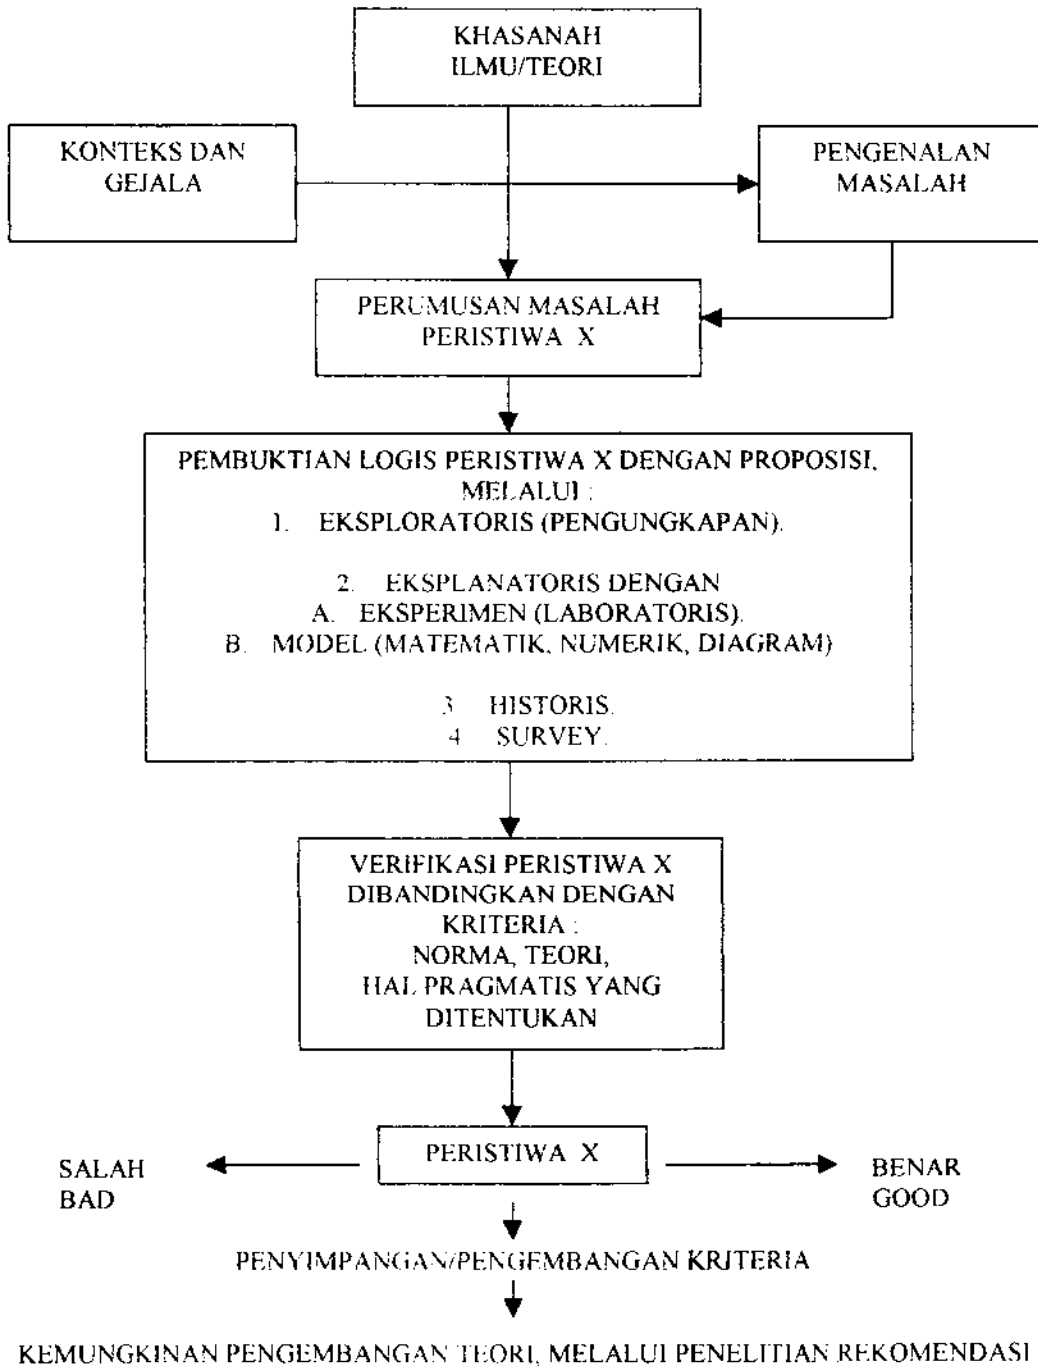 KHASANAH
ILMU/TEORI
KONTEKS DAN
GEJALA
PENGENALAN
MASALAH
PERUMUSAN MASALAH
PERISTIWA X
PEMBUKTIAN LOGIS PERISTIWA X DENGAN PROPOSISI,
MELALUI :
1. EKSPLORATORIS (PENGUNGKAPAN).
2. EKSPLANATORIS DENGAN
A. EKSPERIMEN (LABORATORIS).
B. MODEL (MATEMATIK, NUMERIK, DIAGRAM)
3 HISTORIS.
4 SURVEY.
VERIFIKASI PERISTIWA X
DIBANDINGKAN DENGAN
KRITERIA :
NORMA, TEORI,
HAL PRAGMATIS YANG
DITENTUKAN
PERISTIWA X
SALAH
BAD
BENAR
GOOD
PENYIMPANGAN/PENGEMBANGAN KRITERIA
KEMUNGKINAN PENGEMBANGAN TEORI, MELALUI PENELITIAN REKOMENDASI